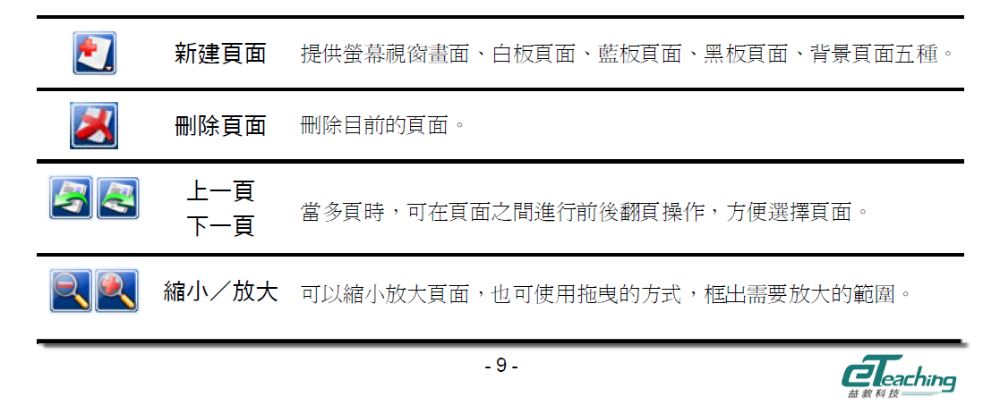 新建頁面 提供螢幕視窗畫面、白板頁面、藍板頁面、黑板頁面、背景頁面五種。
刪除頁面 刪除目前的頁面。
上一頁
下一頁
當多頁時，可在頁面之間進行前後翻頁操作，方便選擇頁面。
縮小／放大 可以縮小放大頁面，也可使用拖曳的方式，框出需要放大的範圍。
- 9 -
eTeaching
益教科技